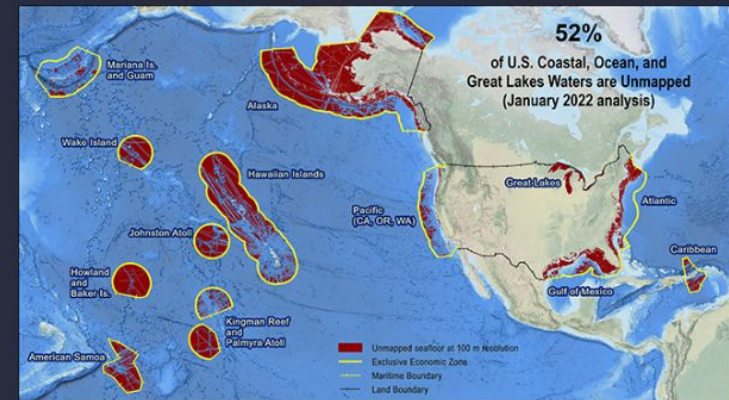 52%
of U.S. Coastal, Ocean, and
Great Lakes Waters are Unmapped
(January 2022 analysis)
Mariana Is.
and Guam
Alaska
Wake Island
Hawaiian Islands
Great Lakes
Pacific
(CA, OR, WA)
Atlantic
Johnston Atoll
Caribbean
Howland
and
Baker Is.
Gulf of Mexico
Kingman Reef
and
Palmyra Atoll
American Samoa
Unmapped seafloor at 100 m resolution
Exclusive Economic Zone
Maritime Boundary
Land Boundary